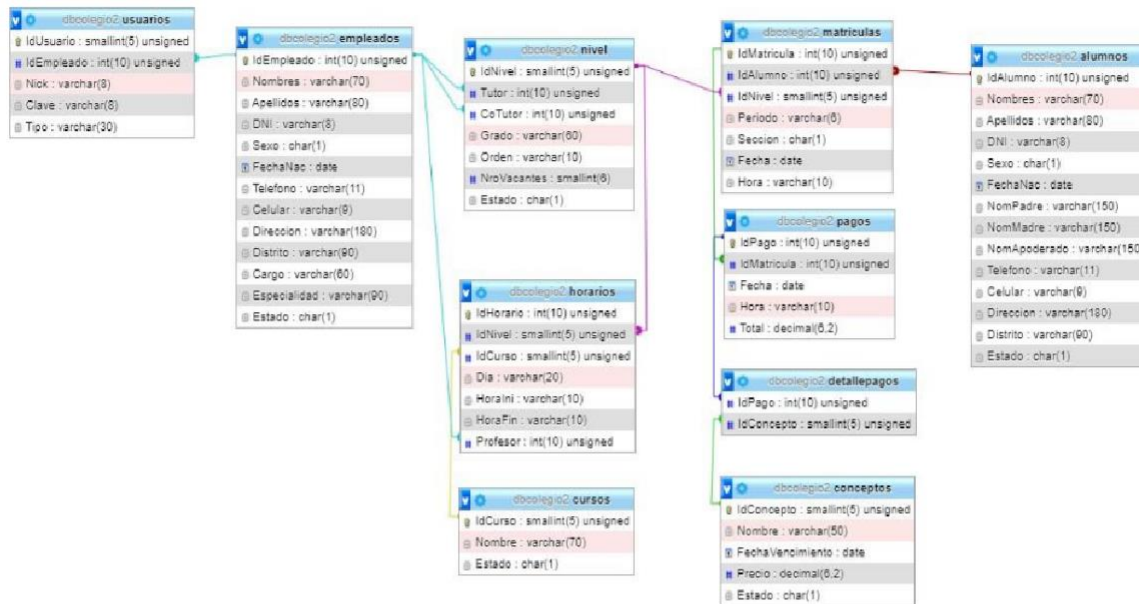 dbcolegio2 usuarios
IdUsuario : smallint(5) unsigned
IdEmpleado : int(10) unsigned
Nick : varchar(8)
Clave : varchar(8)
Tipo : varchar(30)
dbcolegio2 empleados
IdEmpleado : int(10) unsigned
Nombres : varchar(70)
Apellidos : varchar(80)
DNI : varchar(8)
Sexo : char(1)
FechaNac : date
Telefono : varchar(11)
Celular : varchar(9)
Direccion : varchar(180)
Distrito : varchar(90)
Cargo : varchar(60)
Especialidad : varchar(90)
Estado : char(1)
dbcolegio2 nivel
IdNivel : smallint(5) unsigned
Tutor : int(10) unsigned
CoTutor : int(10) unsigned
Grado : varchar(60)
Orden : varchar(10)
NroVacantes : smallint(6)
Estado : char(1)
dbcolegio2 horarios
IdHorario : int(10) unsigned
IdNivel : smallint(5) unsigned
IdCurso : smallint(5) unsigned
Dia : varchar(20)
HoraIni : varchar(10)
HoraFin : varchar(10)
Profesor : int(10) unsigned
dbcolegio2 cursos
IdCurso : smallint(5) unsigned
Nombre : varchar(70)
Estado : char(1)
dbcolegio2 matriculas
IdMatricula : int(10) unsigned
IdAlumno : int(10) unsigned
IdNivel : smallint(5) unsigned
Periodo : varchar(6)
Seccion : char(1)
Fecha : date
Hora : varchar(10)
dbcolegio2 pagos
IdPago : int(10) unsigned
IdMatricula : int(10) unsigned
Fecha : date
Hora : varchar(10)
Total : decimal(6,2)
dbcolegio2 detallepagos
IdPago : int(10) unsigned
IdConcepto : smallint(5) unsigned
dbcolegio2 conceptos
IdConcepto : smallint(5) unsigned
Nombre : varchar(50)
FechaVencimiento : date
Precio : decimal(6,2)
Estado : char(1)
dbcolegio2 alumnos
IdAlumno : int(10) unsigned
Nombres : varchar(70)
Apellidos : varchar(80)
DNI : varchar(8)
Sexo : char(1)
FechaNac : date
NomPadre : varchar(150)
NomMadre : varchar(150)
NomApoderado : varchar(150
Telefono : varchar(11)
Celular : varchar(9)
Direccion : varchar(180)
Distrito : varchar(90)
Estado : char(1)